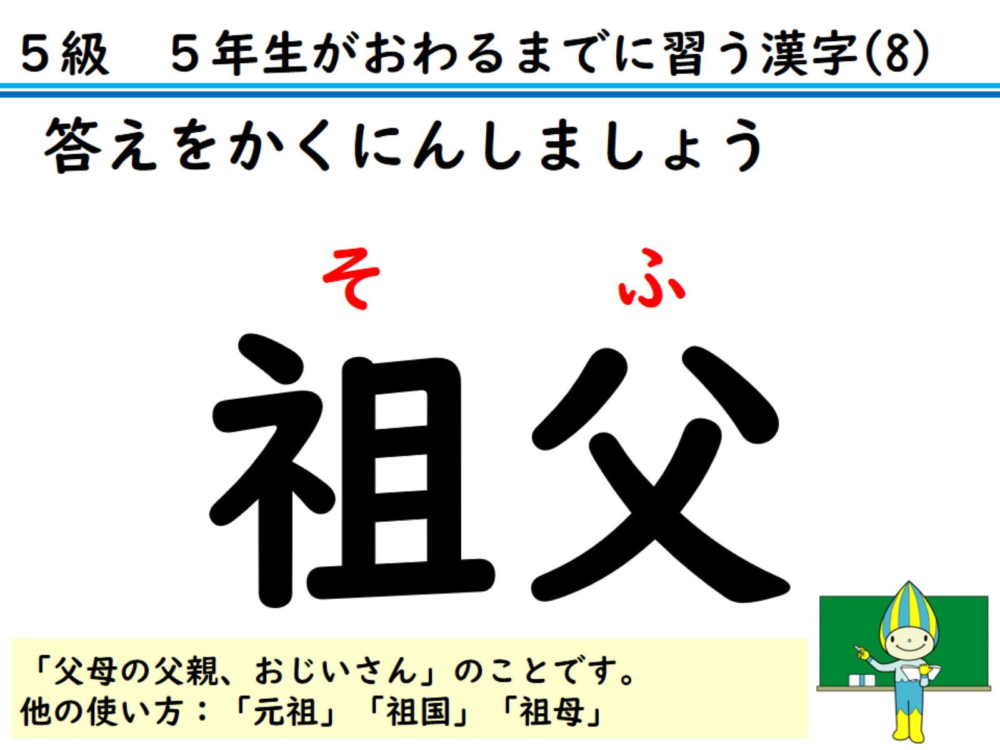 ５級　５年生がおわるまでに習う漢字(8)
答えをかくにんしましょう
そ　ふ
祖父
「父母の父親、おじいさん」のことです。
他の使い方：「元祖」「祖国」「祖母」